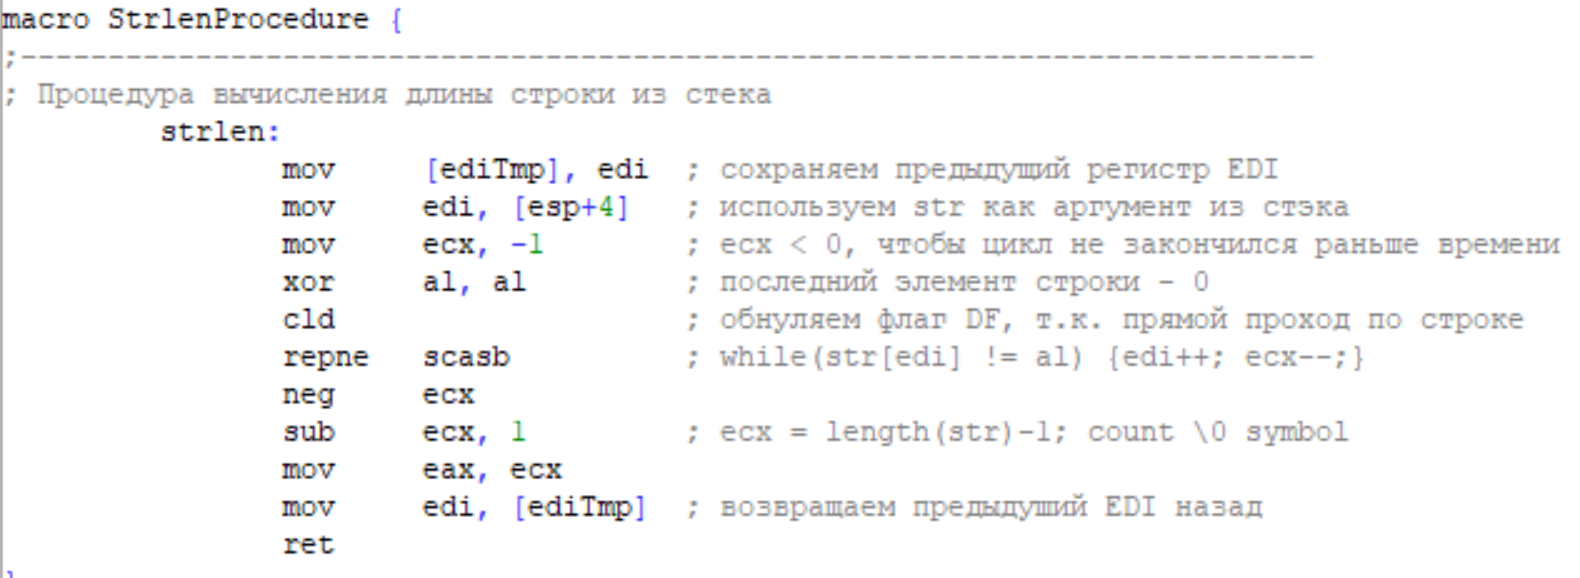 macro StrlenProcedure {
;--------------------------------------------------------------------------
; Процедура вычисления длины строки из стека
strlen:
mov [ediTmp], edi ; сохраняем предыдущий регистр EDI
mov edi, [esp+4] ; используем str как аргумент из стэка
mov ecx, -1 ; ecx < 0, чтобы цикл не закончился раньше времени
xor al, al ; последний элемент строки - 0
cld ; обнуляем флаг DF, т.к. прямой проход по строке
repne scasb ; while(str[edi] != al) {edi++; ecx--;}
neg ecx
sub ecx, 1 ; ecx = length(str)-1; count \0 symbol
mov eax, ecx
mov edi, [ediTmp] ; возвращаем предыдуший EDI назад
ret
}